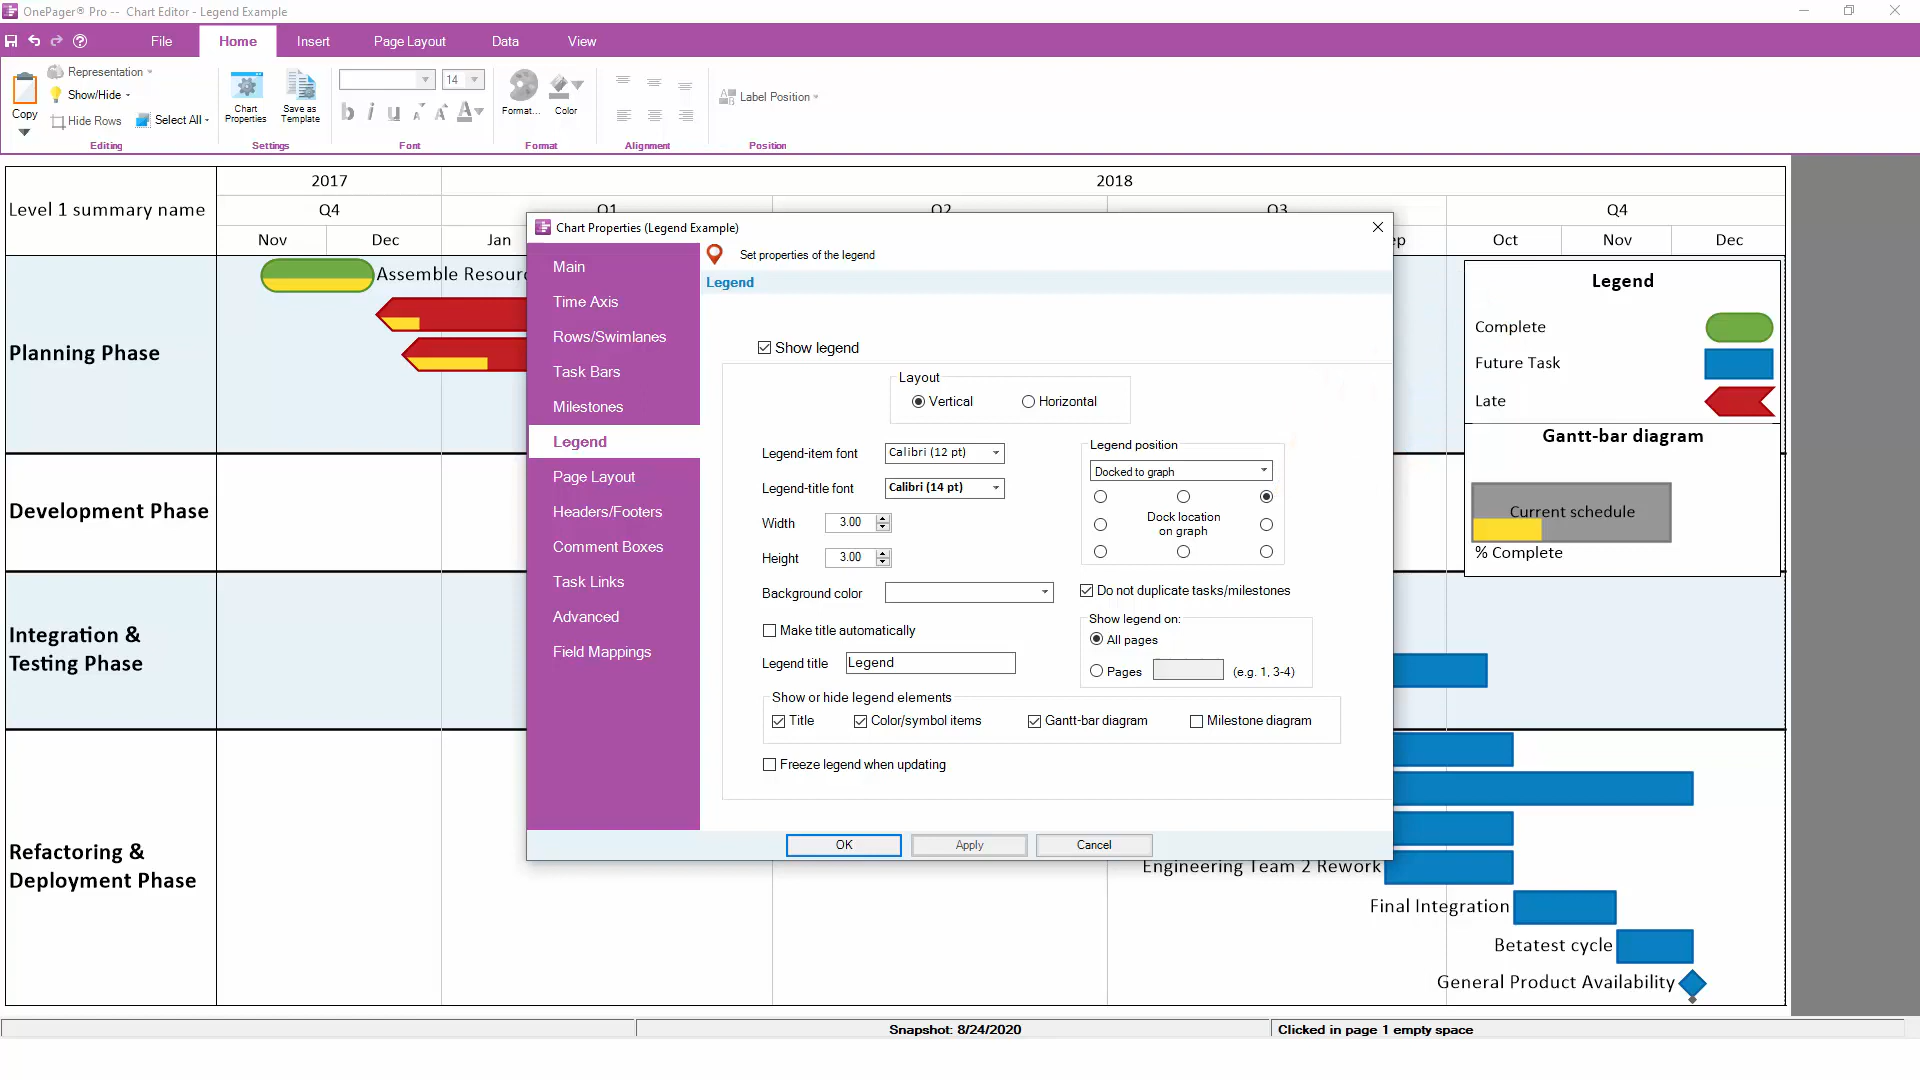 OnePager® Pro -- Chart Editor - Legend Example
File Home Insert Page Layout Data View
Copy
Representation
Show/Hide
Hide Rows
Select All
Editing
Chart Properties
Save as Template
Settings
14
b i u A A A
Font
Format...
Color
Format
Alignment
Label Position
Position
2017 2018
Level 1 summary name Q4 Q1 Q2 Q3 Q4
Nov Dec Jan ep Oct Nov Dec
Assemble Resour
Planning Phase
Development Phase
Integration &
Testing Phase
Refactoring &
Deployment Phase
Chart Properties (Legend Example)
Main
Time Axis
Rows/Swimlanes
Task Bars
Milestones
Legend
Page Layout
Headers/Footers
Comment Boxes
Task Links
Advanced
Field Mappings
Set properties of the legend
Legend
Show legend
Layout
Vertical Horizontal
Legend-item font Calibri (12 pt)
Legend-title font Calibri (14 pt)
Width 3.00
Height 3.00
Background color
Make title automatically
Legend title Legend
Legend position
Docked to graph
Dock location
on graph
Do not duplicate tasks/milestones
Show legend on:
All pages
Pages (e.g. 1, 3-4)
Show or hide legend elements
Title Color/symbol items Gantt-bar diagram Milestone diagram
Freeze legend when updating
OK Apply Cancel
Legend
Complete
Future Task
Late
Gantt-bar diagram
Current schedule
% Complete
Engineering Team 2 Rework
Final Integration
Betatest cycle
General Product Availability
Snapshot: 8/24/2020 Clicked in page 1 empty space